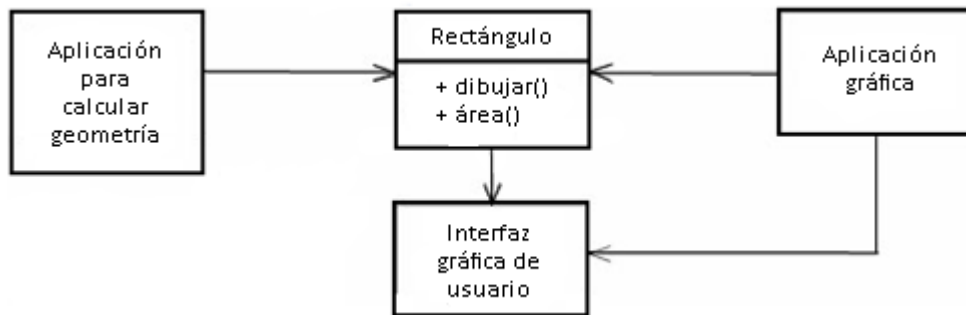 Aplicación
para
calcular
geometría
Rectángulo
+ dibujar()
+ área()
Aplicación
gráfica
Interfaz
gráfica de
usuario